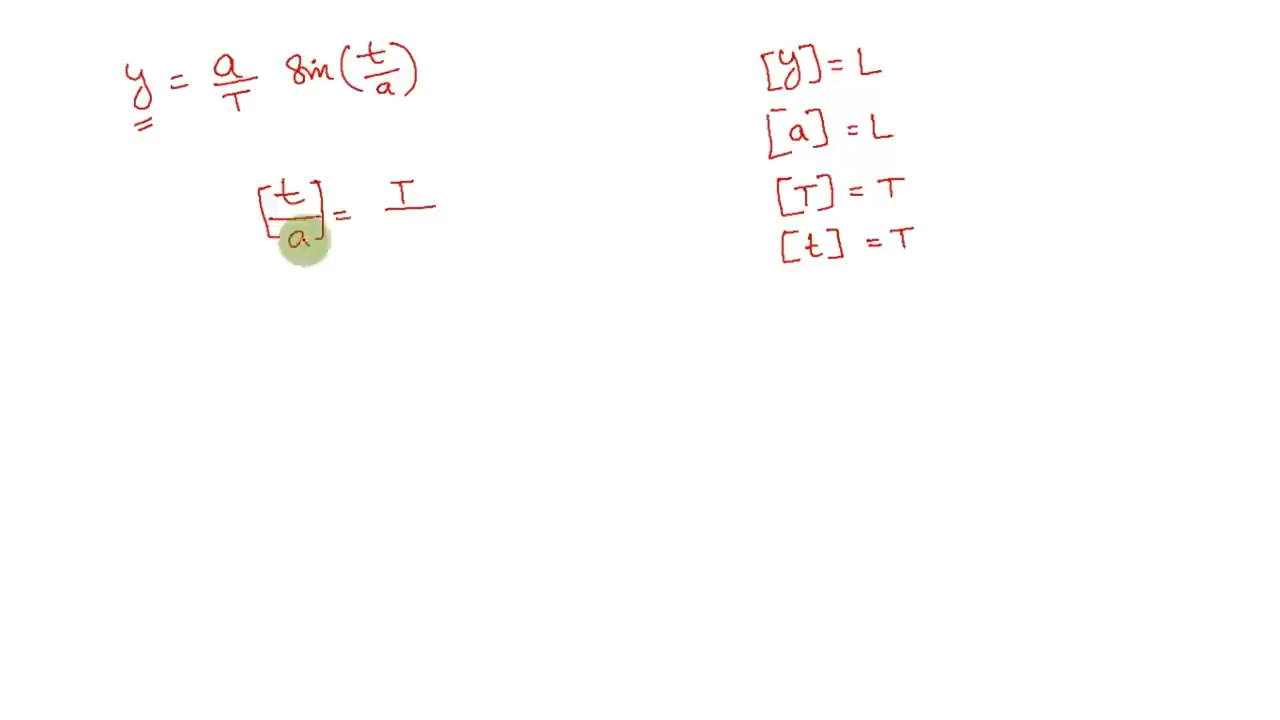 y = a/T sin(t/a)
[t/a] = T/
[y] = L
[a] = L
[T] = T
[t] = T